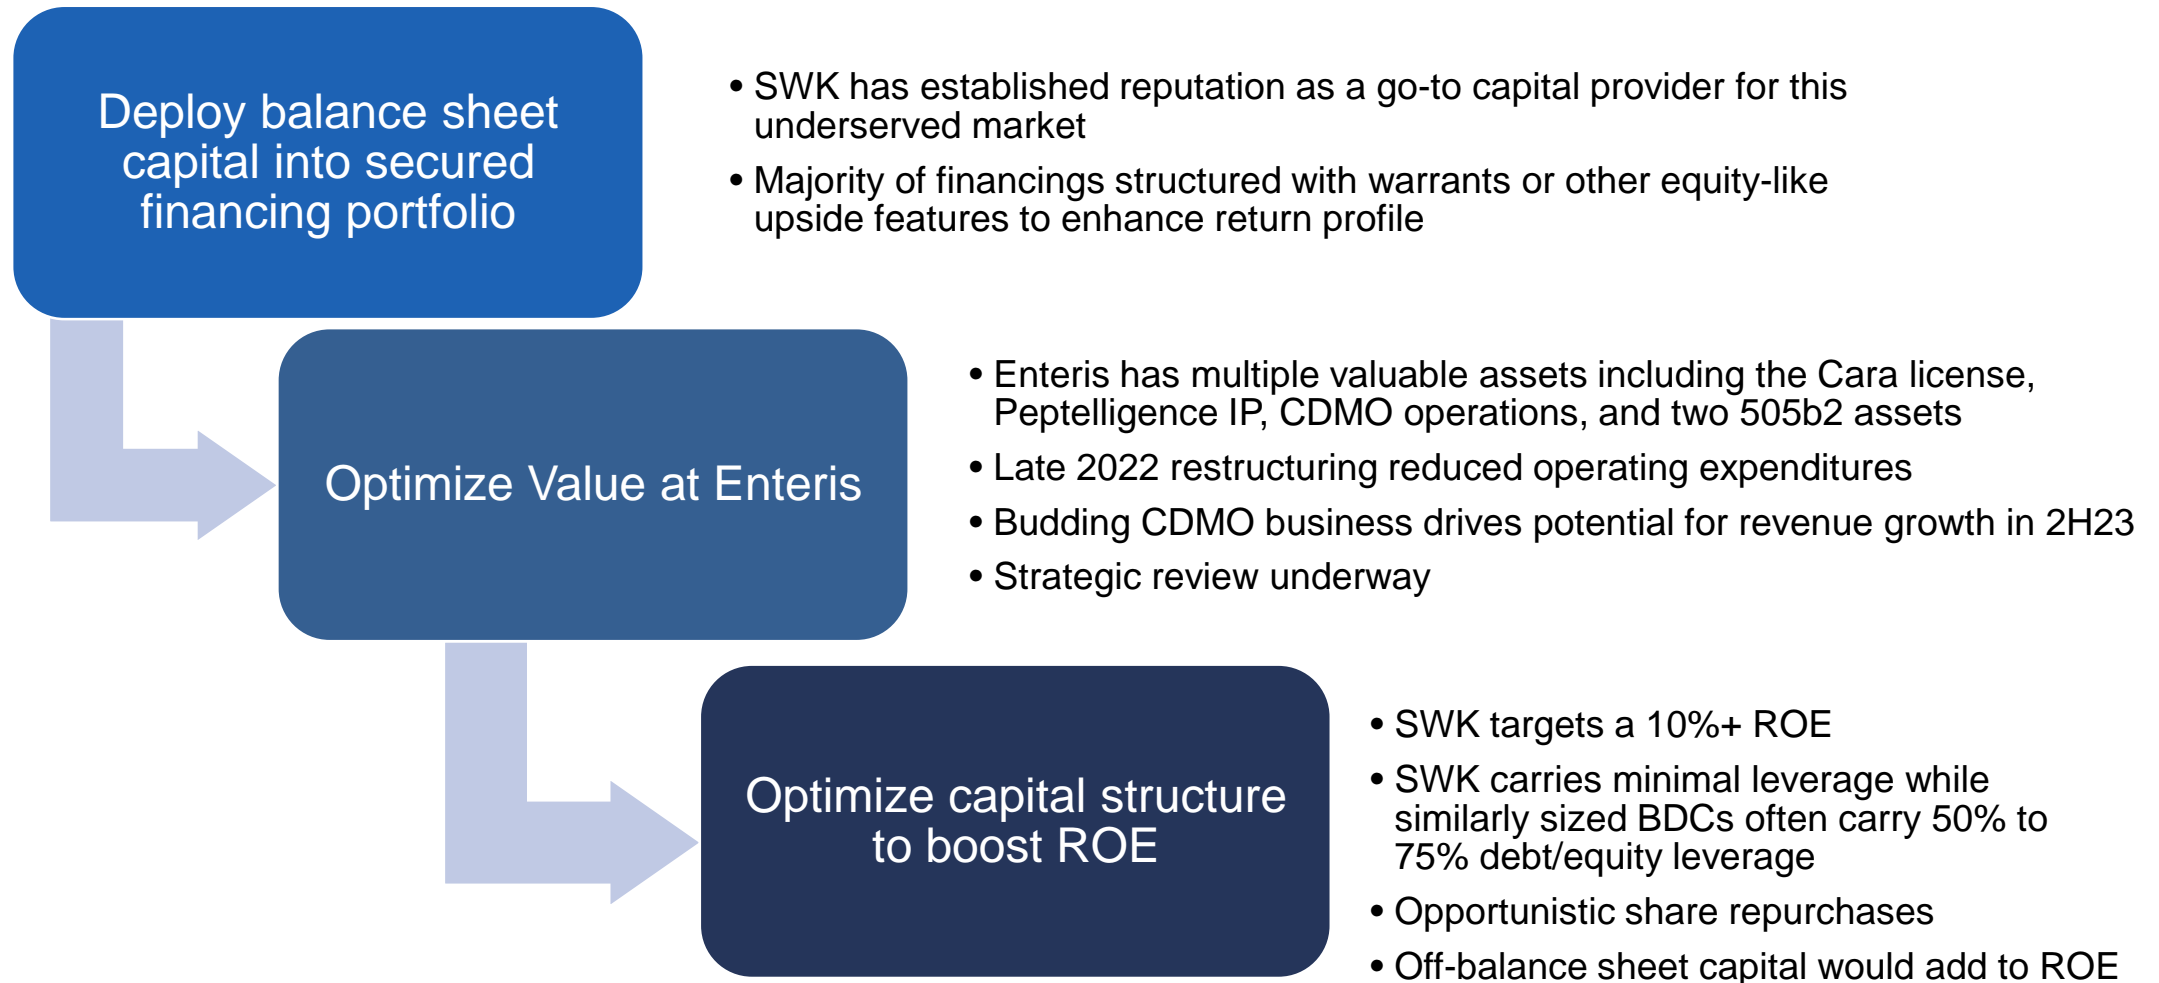 Deploy balance sheet
capital into secured
financing portfolio
• SWK has established reputation as a go-to capital provider for this
underserved market
• Majority of financings structured with warrants or other equity-like
upside features to enhance return profile
Optimize Value at Enteris
• Enteris has multiple valuable assets including the Cara license,
Peptelligence IP, CDMO operations, and two 505b2 assets
• Late 2022 restructuring reduced operating expenditures
• Budding CDMO business drives potential for revenue growth in 2H23
• Strategic review underway
Optimize capital structure
to boost ROE
• SWK targets a 10%+ ROE
• SWK carries minimal leverage while
similarly sized BDCs often carry 50% to
75% debt/equity leverage
• Opportunistic share repurchases
• Off-balance sheet capital would add to ROE